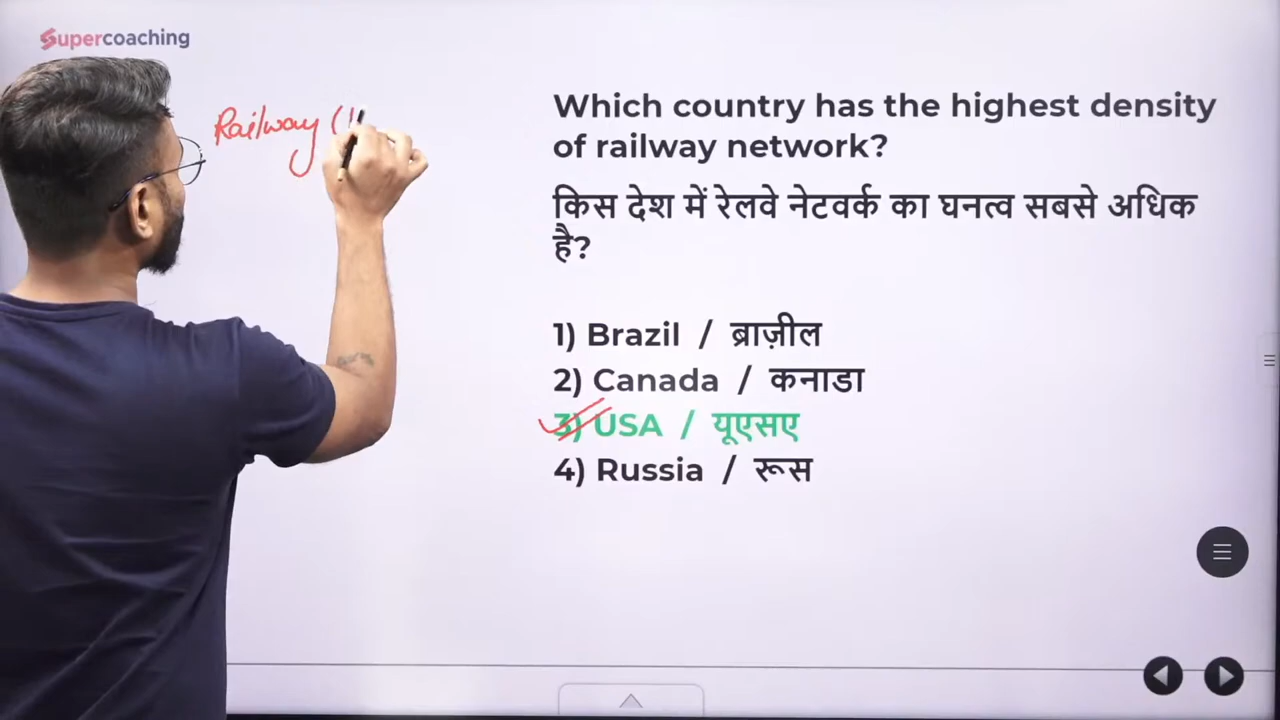 Supercoaching
Railway (
Which country has the highest density
of railway network?
किस देश में रेलवे नेटवर्क का घनत्व सबसे अधिक
है?
1) Brazil / ब्राज़ील
2) Canada / कनाडा
3) USA / यूएसए
4) Russia / रूस